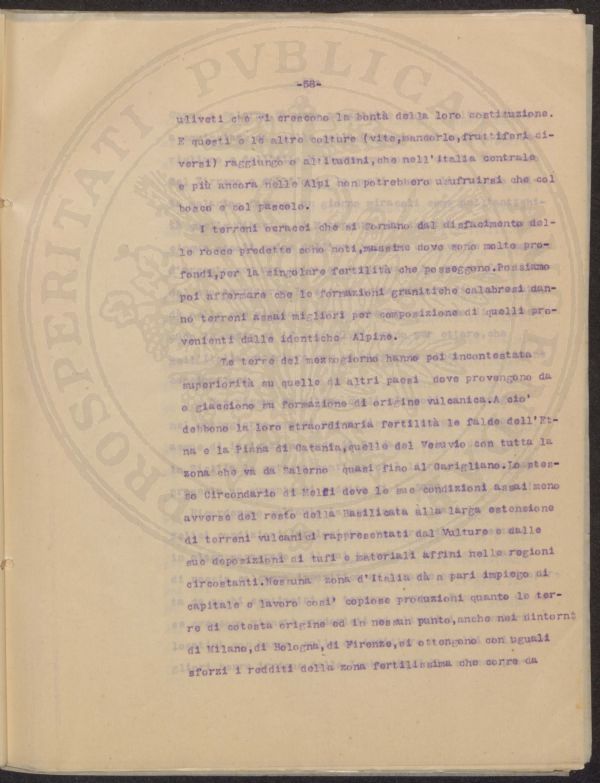 -58-
uliveti che vi crescono la bontà della loro costituzione.
E questi e le altre colture (vite,mandorlo,fruttiferi di-
versi) raggiungo o altitudini,che nell'Italia centrale
e più ancora nelle Alpi non potrebbero usufruirsi che col
bosco e col pascolo.
I terreni ocracei che si formano dal disfacimento del-
le rocce predette sono noti,massime dove sono molto pro-
fondi,per la singolare fertilità che posseggono.Possiamo
poi affermare che le formazioni granitiche calabresi dan-
no terreni assai migliori per composizione di quelli pro-
venienti dalle identiche Alpine.
Le terre del mezzogiorno hanno poi incontestata
superiorità su quelle di altri paesi dove provengono da
o giacciono su formazione di origine vulcanica.A cio'
debbono la loro straordinaria fertilità le falde dell'Et-
na e la Piana di Catania,quelle del Vesuvio con tutta la
zona che va da Salerno quasi fino al Garigliano.Lo stes-
so Circondario di Melfi deve le sue condizioni assai meno
avverse del resto della Basilicata alla larga estensione
di terreni vulcanici rappresentati dal Vulture e dalle
sue deposizioni di tufi e materiali affini nelle regioni
circostanti.Nessuna zona d'Italia dà a pari impiego di
capitale e lavoro cosi' copiose produzioni quanto le ter-
re di cotesta origine ed in nessun punto,anche nei dintorni
di Milano,di Bologna,di Firenze,si ottengono con uguali
sforzi i redditi della zona fertilissima che corre da
PROSPERITATI PVBLICAE